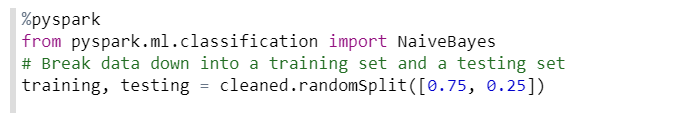 %pyspark
from pyspark.ml.classification import NaiveBayes
# Break data down into a training set and a testing set
training, testing = cleaned.randomSplit([0.75, 0.25])